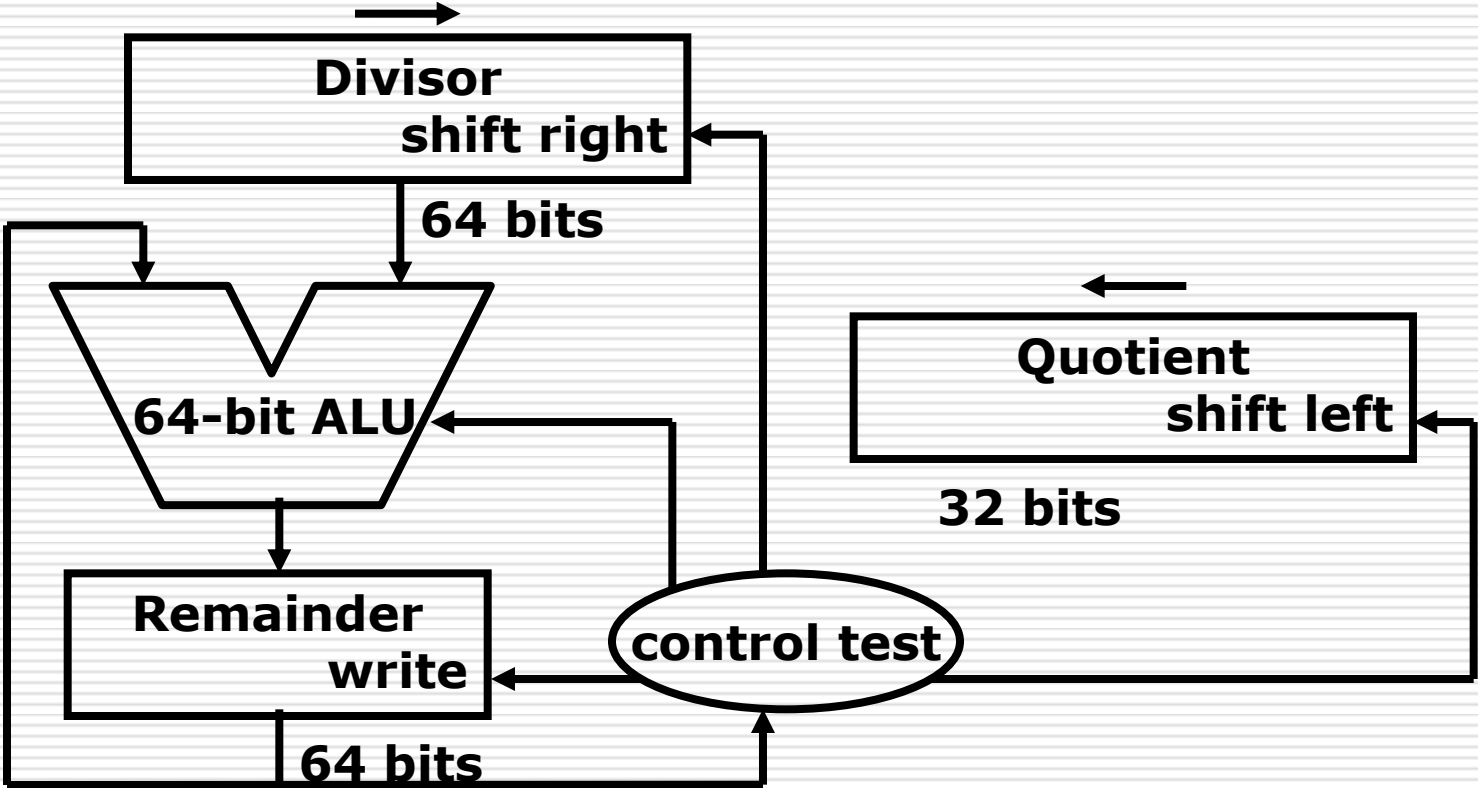 Divisor
shift right
64 bits
64-bit ALU
Quotient
shift left
32 bits
Remainder
write
control test
64 bits